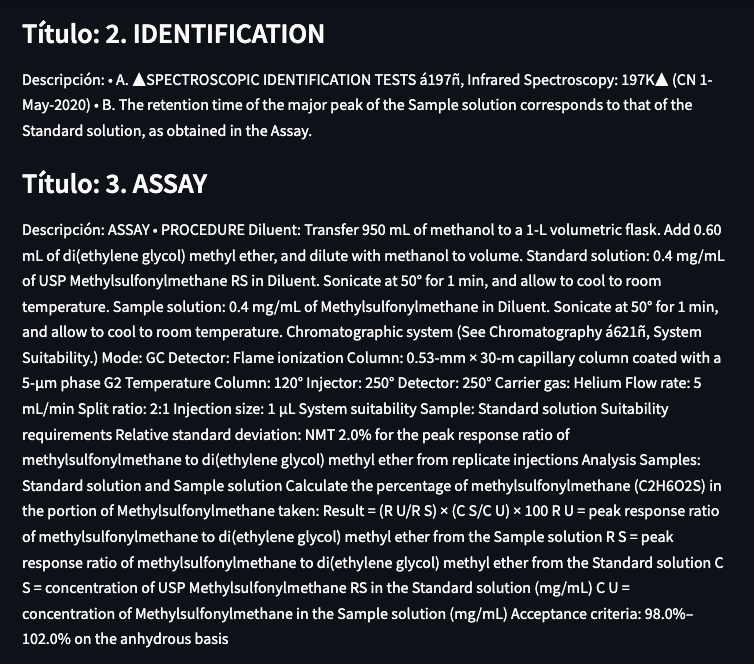 Título: 2. IDENTIFICATION
Descripción: • A. ▲SPECTROSCOPIC IDENTIFICATION TESTS á197ñ, Infrared Spectroscopy: 197K▲ (CN 1-
May-2020) • B. The retention time of the major peak of the Sample solution corresponds to that of the
Standard solution, as obtained in the Assay.
Título: 3. ASSAY
Descripción: ASSAY • PROCEDURE Diluent: Transfer 950 mL of methanol to a 1-L volumetric flask. Add 0.60
mL of di(ethylene glycol) methyl ether, and dilute with methanol to volume. Standard solution: 0.4 mg/mL
of USP Methylsulfonylmethane RS in Diluent. Sonicate at 50° for 1 min, and allow to cool to room
temperature. Sample solution: 0.4 mg/mL of Methylsulfonylmethane in Diluent. Sonicate at 50° for 1 min,
and allow to cool to room temperature. Chromatographic system (See Chromatography á621ñ, System
Suitability.) Mode: GC Detector: Flame ionization Column: 0.53-mm × 30-m capillary column coated with a
5-μm phase G2 Temperature Column: 120° Injector: 250° Detector: 250° Carrier gas: Helium Flow rate: 5
mL/min Split ratio: 2:1 Injection size: 1 μL System suitability Sample: Standard solution Suitability
requirements Relative standard deviation: NMT 2.0% for the peak response ratio of
methylsulfonylmethane to di(ethylene glycol) methyl ether from replicate injections Analysis Samples:
Standard solution and Sample solution Calculate the percentage of methylsulfonylmethane (C2H6O2S) in
the portion of Methylsulfonylmethane taken: Result = (R U/R S) × (C S/C U) × 100 R U = peak response ratio
of methylsulfonylmethane to di(ethylene glycol) methyl ether from the Sample solution R S = peak
response ratio of methylsulfonylmethane to di(ethylene glycol) methyl ether from the Standard solution C
S = concentration of USP Methylsulfonylmethane RS in the Standard solution (mg/mL) C U =
concentration of Methylsulfonylmethane in the Sample solution (mg/mL) Acceptance criteria: 98.0%–
102.0% on the anhydrous basis